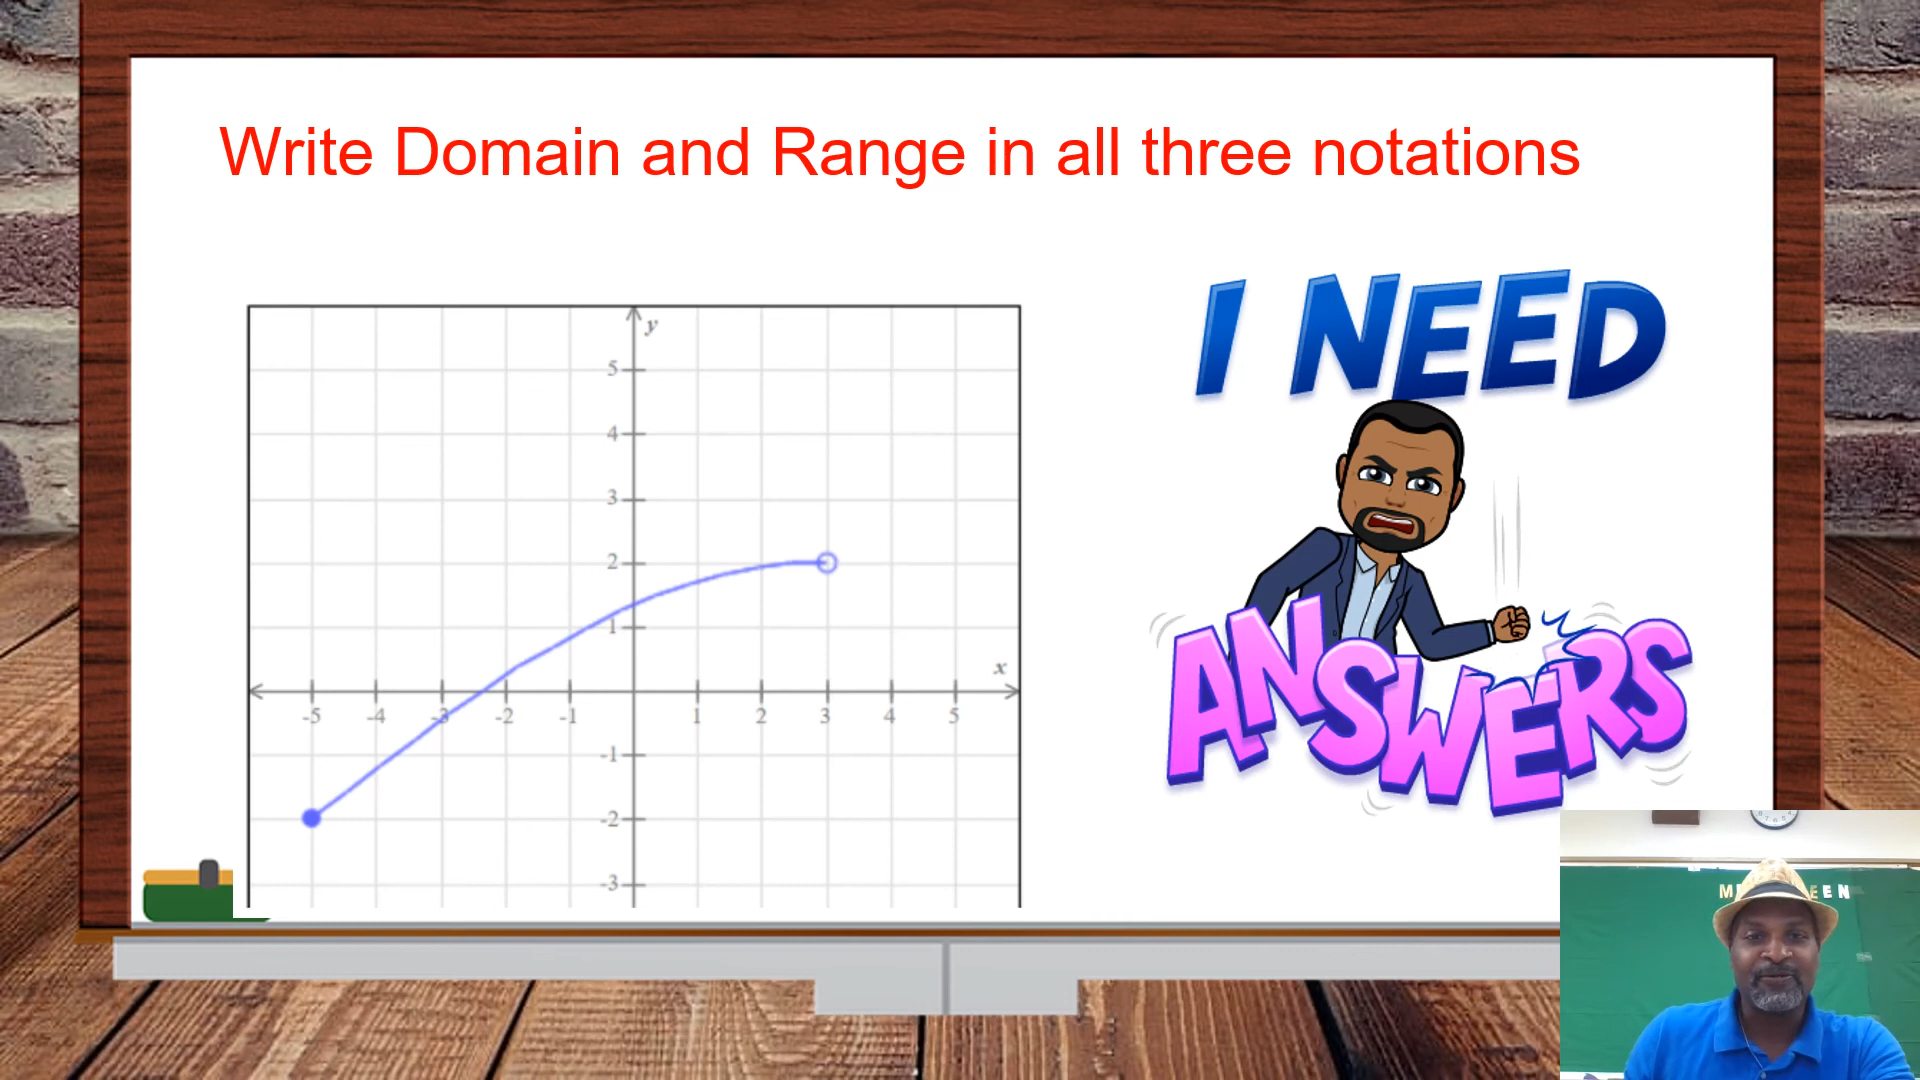 Write Domain and Range in all three notations
I NEED
ANSWERS
y
5
4
3
2
1
x
-5 -4 -3 -2 -1 1 2 3 4 5
-1
-2
-3
EEN